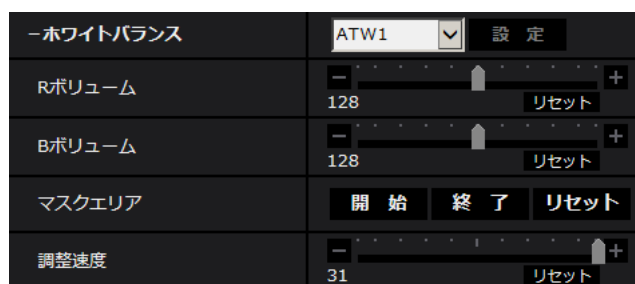 －ホワイトバランス ATW1 設 定
Rボリューム － ＋
128 リセット
Bボリューム － ＋
128 リセット
マスクエリア 開 始 終 了 リセット
調整速度 － ＋
31 リセット